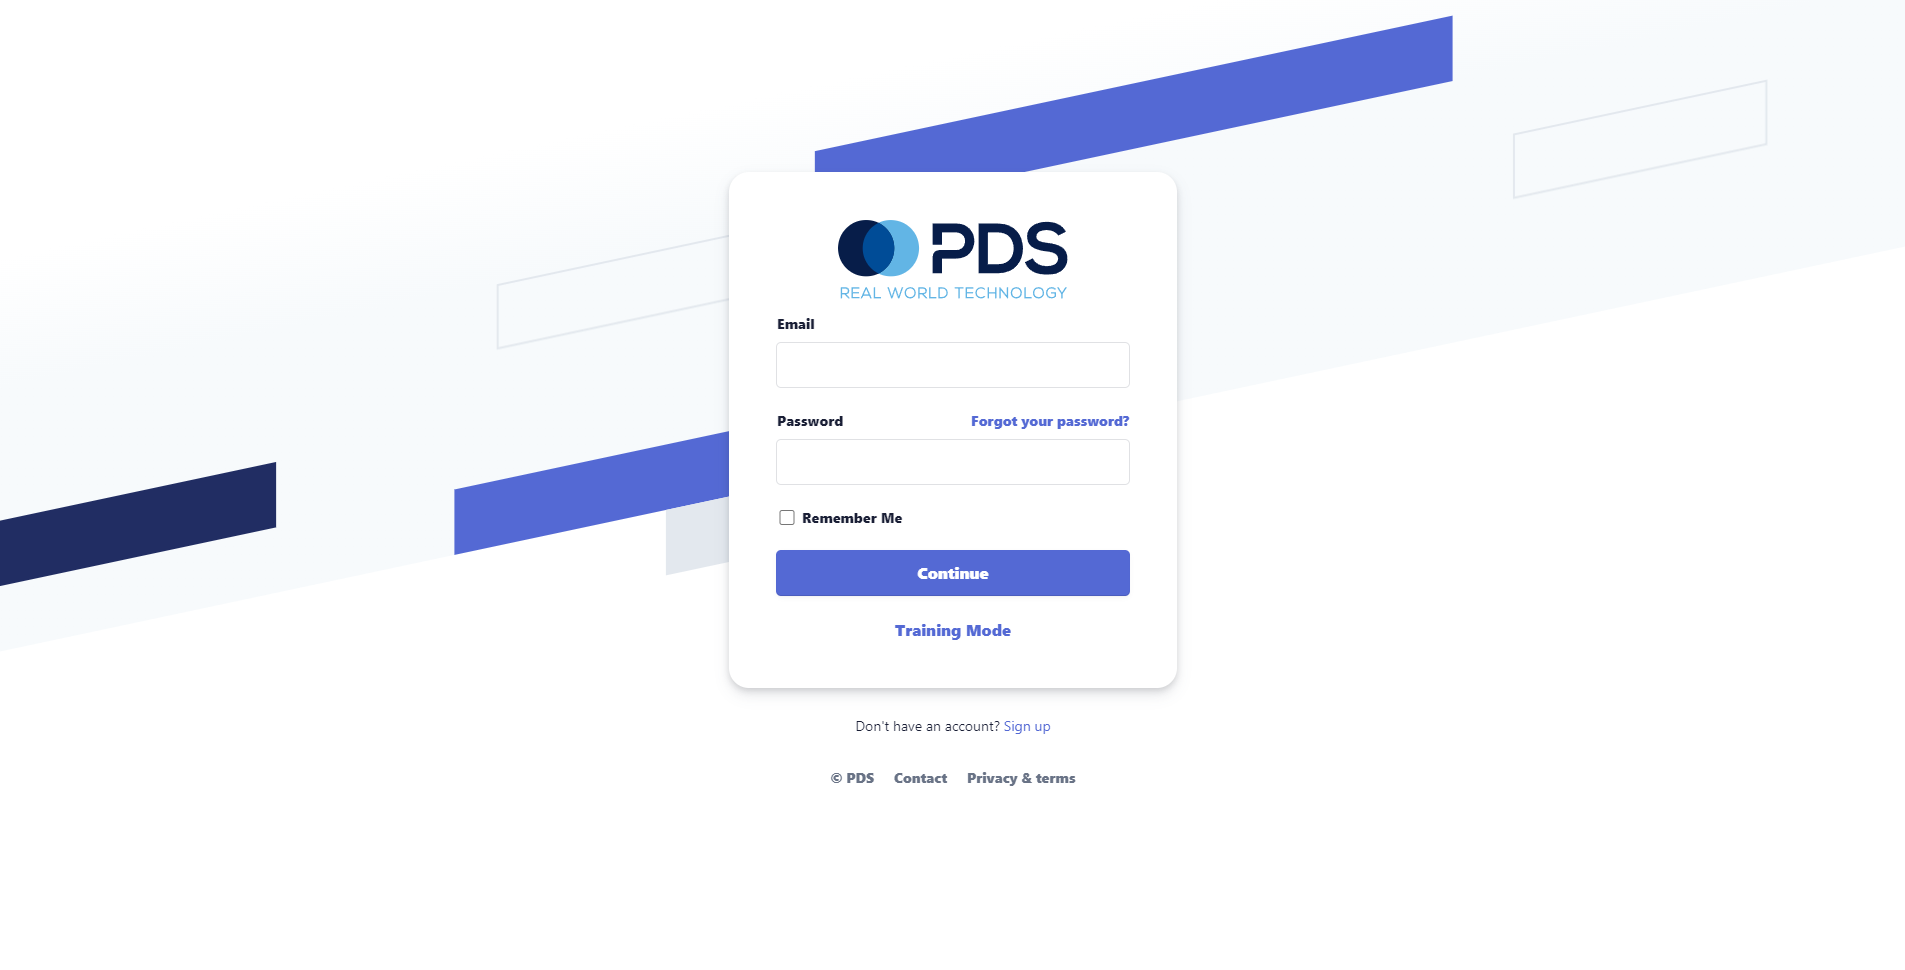 PDS
REAL WORLD TECHNOLOGY
Email
Password Forgot your password?
Remember Me
Continue
Training Mode
Don't have an account? Sign up
© PDS Contact Privacy & terms